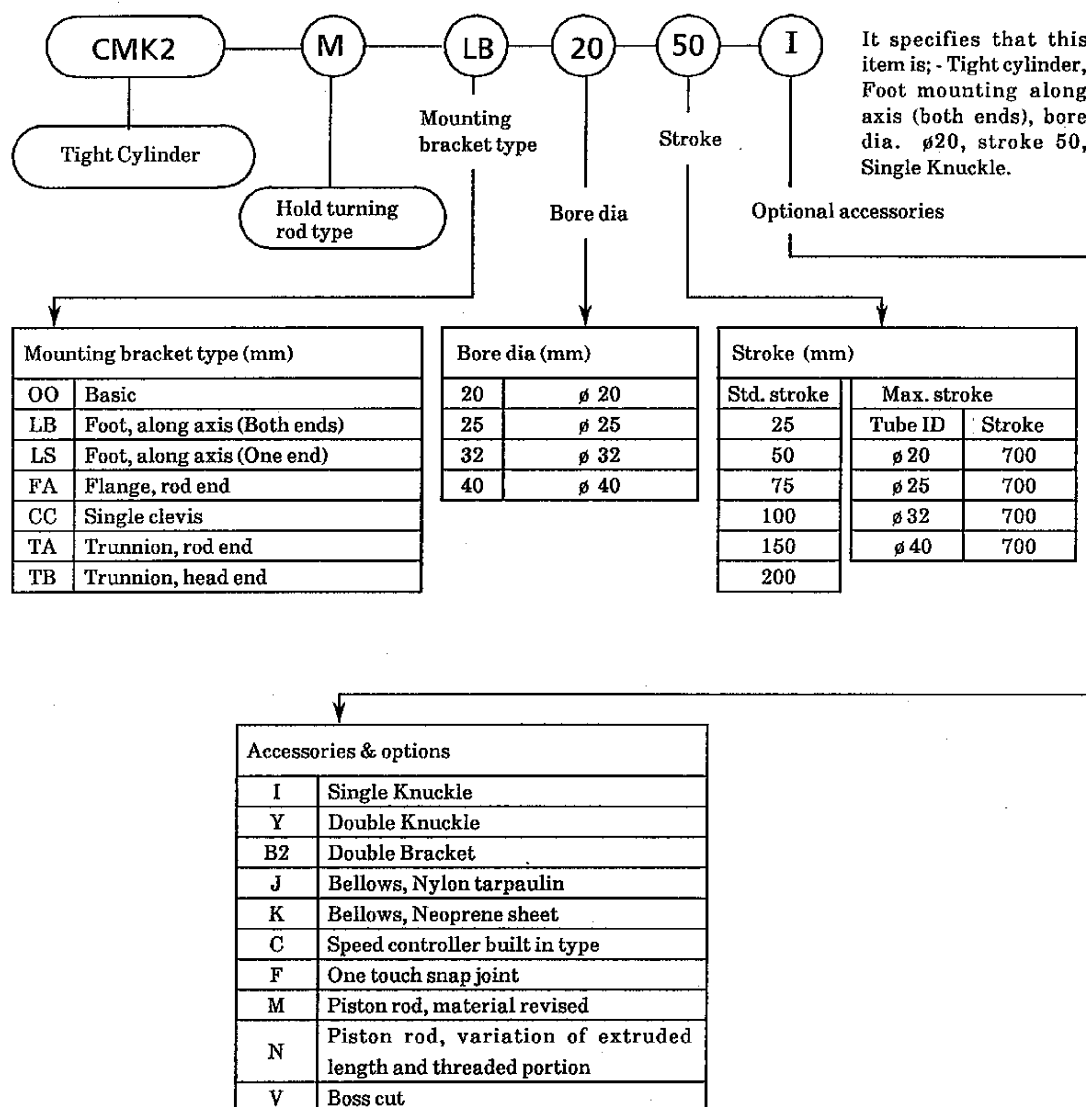 CMK2 M LB 20 50 I
It specifies that this
item is; - Tight cylinder,
Foot mounting along
axis (both ends), bore
dia. ø20, stroke 50,
Single Knuckle.
Tight Cylinder
Hold turning
rod type
Mounting
bracket type
Bore dia
Stroke
Optional accessories
Mounting bracket type (mm)
OO Basic
LB Foot, along axis (Both ends)
LS Foot, along axis (One end)
FA Flange, rod end
CC Single clevis
TA Trunnion, rod end
TB Trunnion, head end
Bore dia (mm)
20 ø 20
25 ø 25
32 ø 32
40 ø 40
Stroke (mm)
Std. stroke
25
50
75
100
150
200
Max. stroke
Tube ID Stroke
ø 20 700
ø 25 700
ø 32 700
ø 40 700
Accessories & options
I Single Knuckle
Y Double Knuckle
B2 Double Bracket
J Bellows, Nylon tarpaulin
K Bellows, Neoprene sheet
C Speed controller built in type
F One touch snap joint
M Piston rod, material revised
N Piston rod, variation of extruded
length and threaded portion
V Boss cut